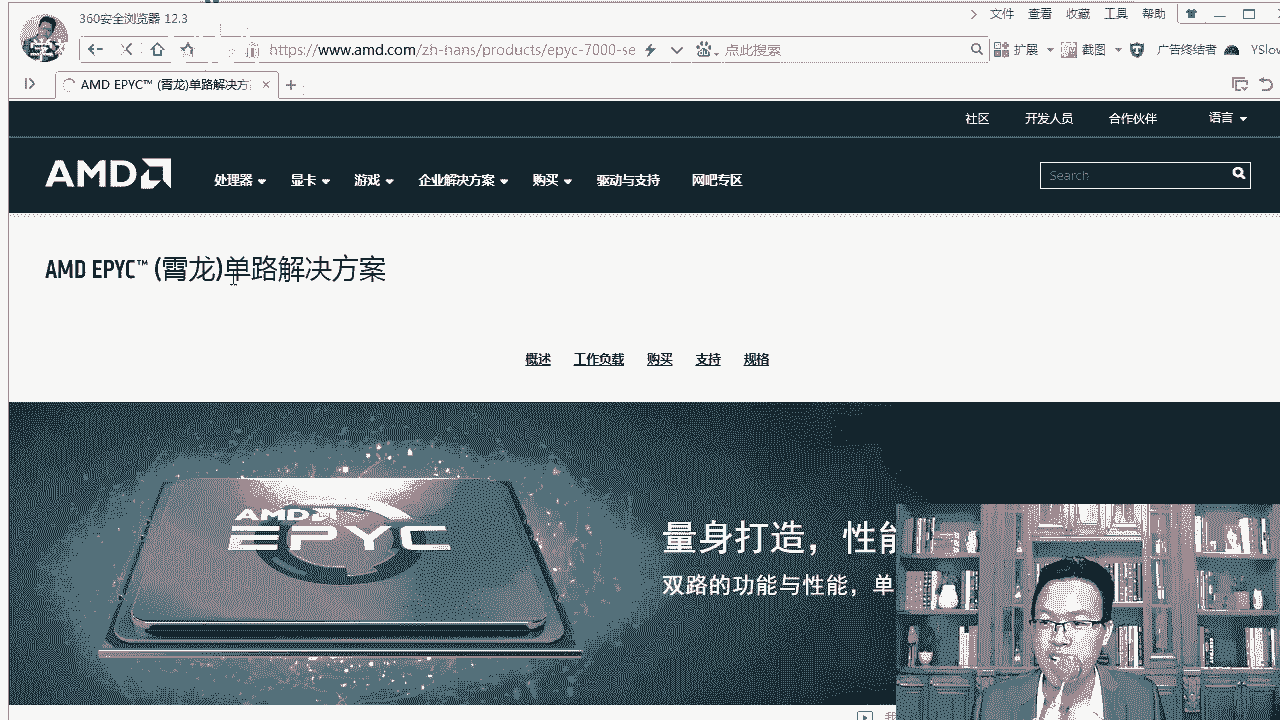 360安全浏览器 12.3
文件 查看 收藏 工具 帮助
https://www.amd.com/zh-hans/products/epyc-7000-se
点此搜索
扩展 截图 广告终结者 YSlow
AMD EPYC™ (霄龙)单路解决方
社区 开发人员 合作伙伴 语言
AMD
处理器 显卡 游戏 企业解决方案 购买 驱动与支持 网吧专区
Search
AMD EPYC™ (霄龙)单路解决方案
概述 工作负载 购买 支持 规格
AMD
EPYC
量身打造，性能
双路的功能与性能，单